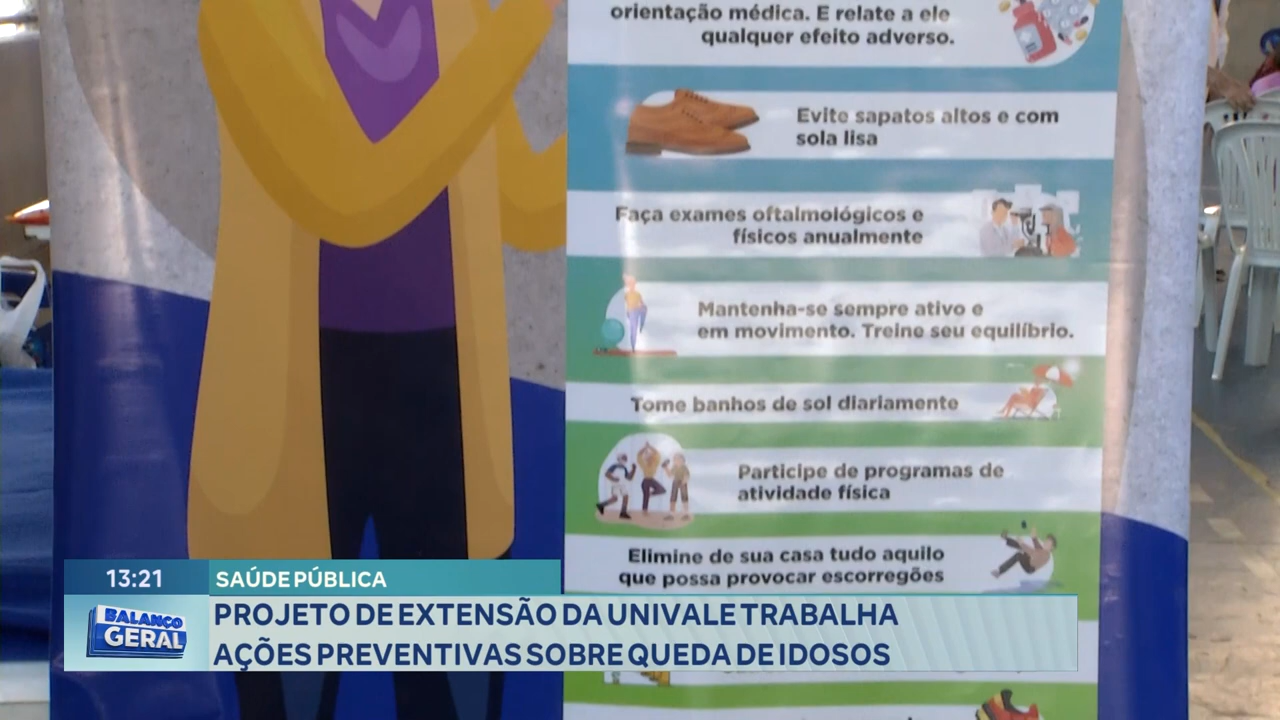 orientação médica. E relate a ele
qualquer efeito adverso.
Evite sapatos altos e com
sola lisa
Faça exames oftalmológicos e
físicos anualmente
Mantenha-se sempre ativo e
em movimento. Treine seu equilíbrio.
Tome banhos de sol diariamente
Participe de programas de
atividade física
Elimine de sua casa tudo aquilo
que possa provocar escorregões
13:21
SAÚDE PÚBLICA
BALANÇO
GERAL
PROJETO DE EXTENSÃO DA UNIVALE TRABALHA
AÇÕES PREVENTIVAS SOBRE QUEDA DE IDOSOS